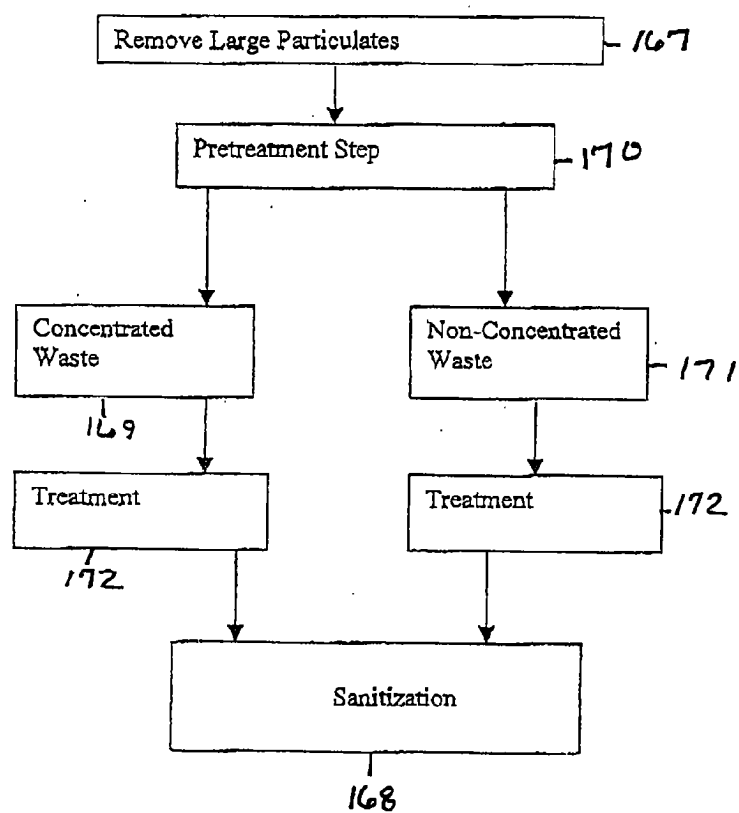 Remove Large Particulates 167
Pretreatment Step 170
Concentrated
Waste
169
Non-Concentrated
Waste
171
Treatment
172
Treatment 172
Sanitization
168